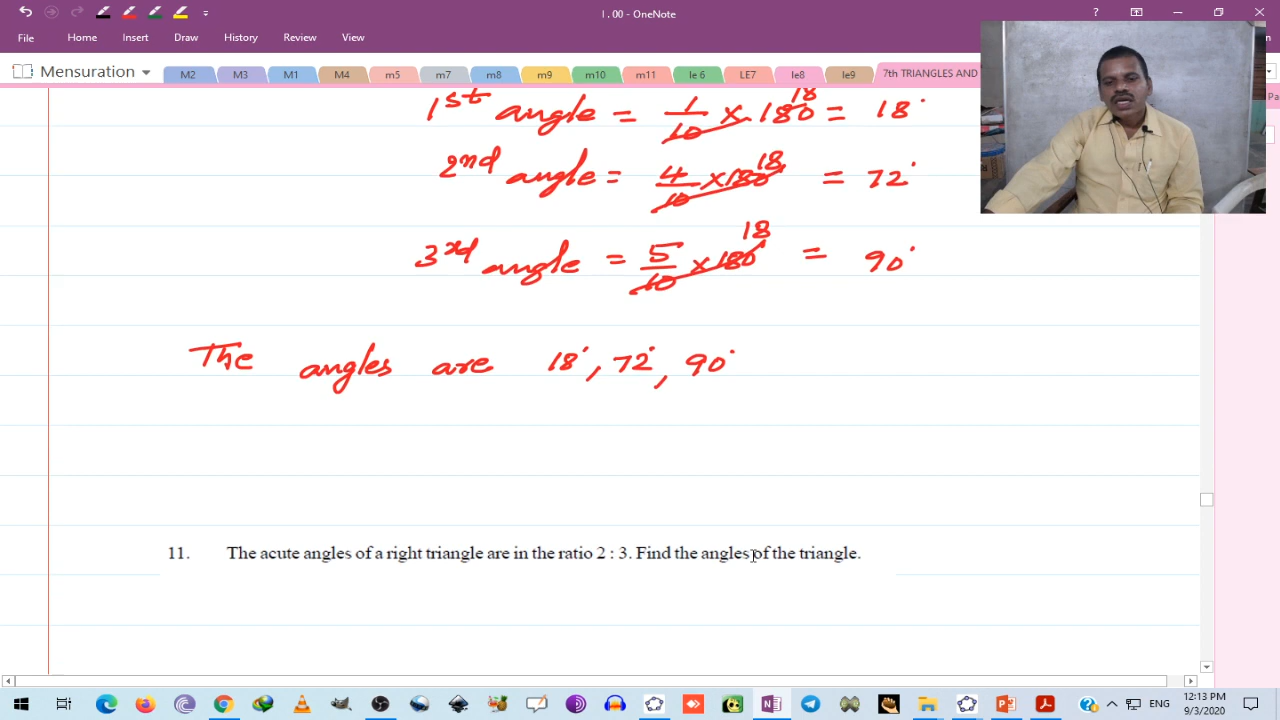 1.00 - OneNote
File Home Insert Draw History Review View
Mensuration M2 M3 M1 M4 m5 m7 m8 m9 m10 m11 le 6 LE7 le8 le9 7th TRIANGLES AND
1st angle = 1/10 × 180 18 = 18°
2nd angle = 4/10 × 180° 18 = 72°
3rd angle = 5/10 × 180° 18 = 90°
The angles are 18°, 72°, 90°
11. The acute angles of a right triangle are in the ratio 2 : 3. Find the angles of the triangle.
ENG
12:13 PM
9/3/2020